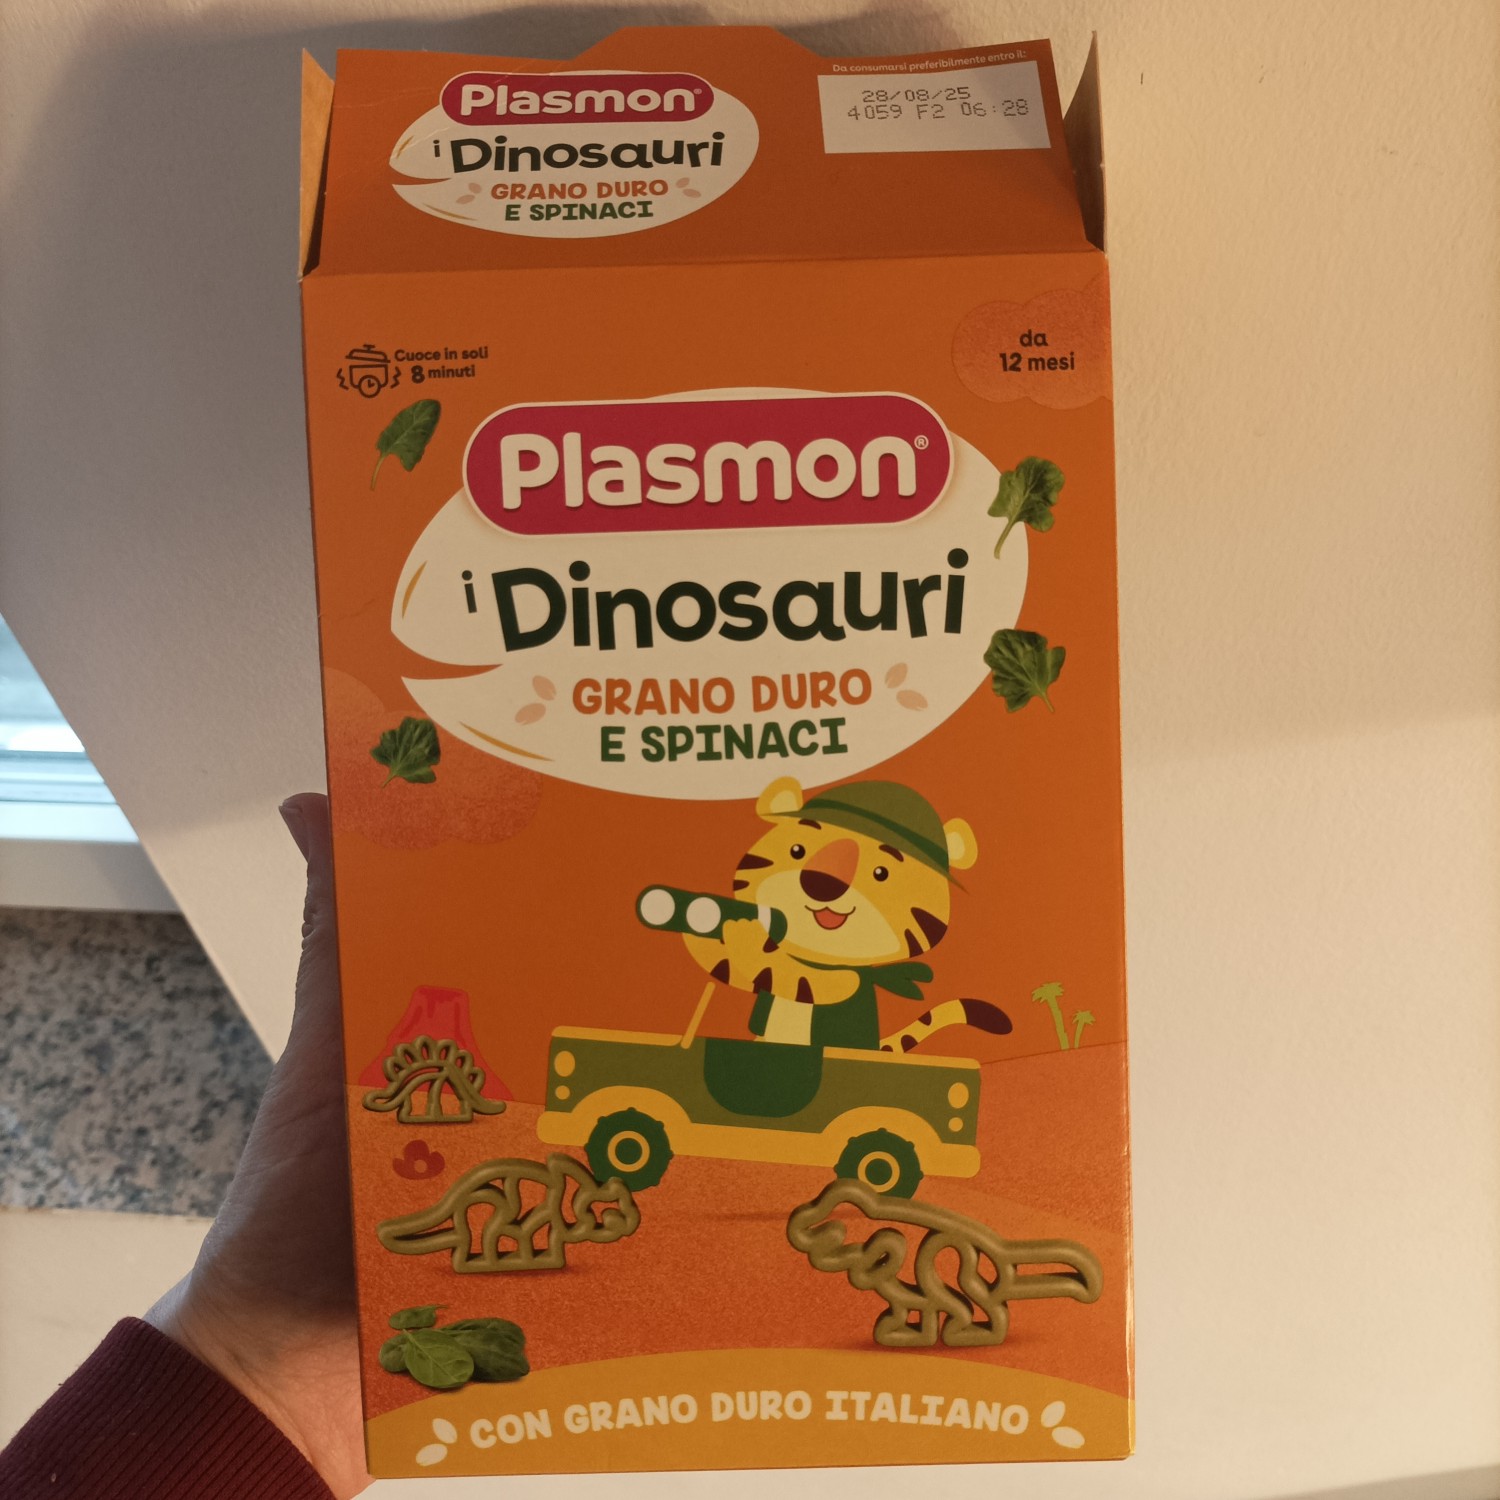 Plasmon®
i Dinosauri
GRANO DURO
E SPINACI
Da consumarsi preferibilmente entro il:
28/08/25
4059 F2 06:28
Cuoce in soli
8 minuti
da
12 mesi
Plasmon®
i Dinosauri
GRANO DURO
E SPINACI
CON GRANO DURO ITALIANO